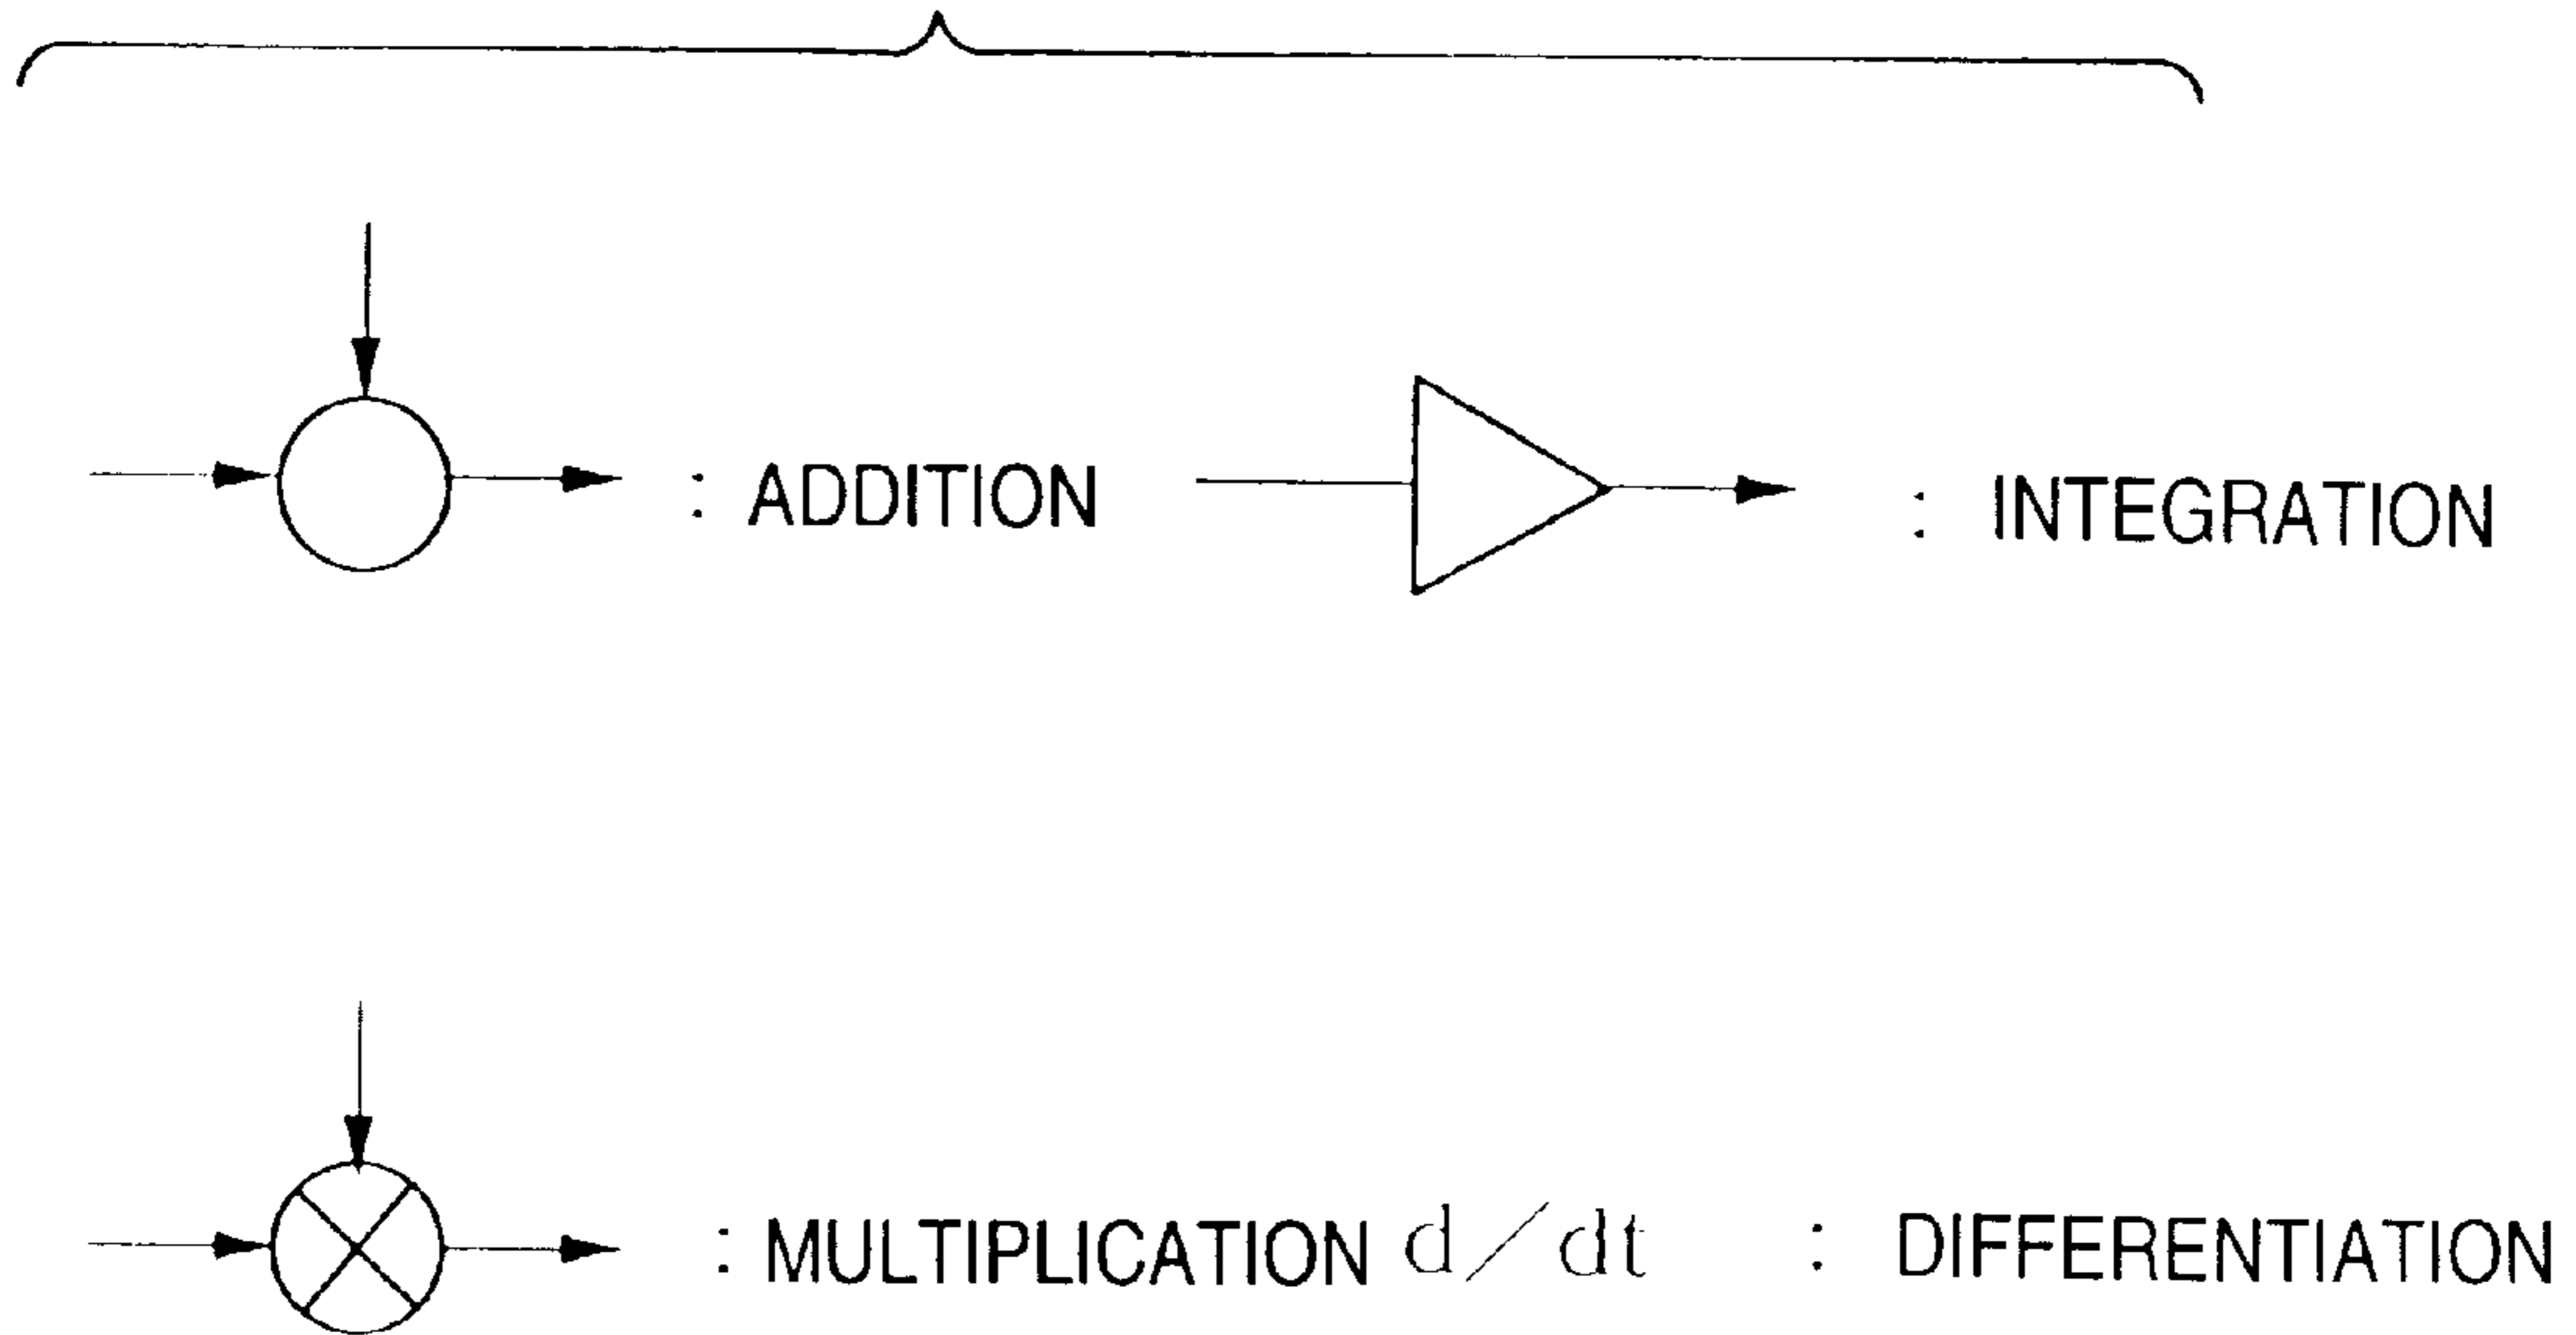 : ADDITION : INTEGRATION
: MULTIPLICATION d/dt : DIFFERENTIATION